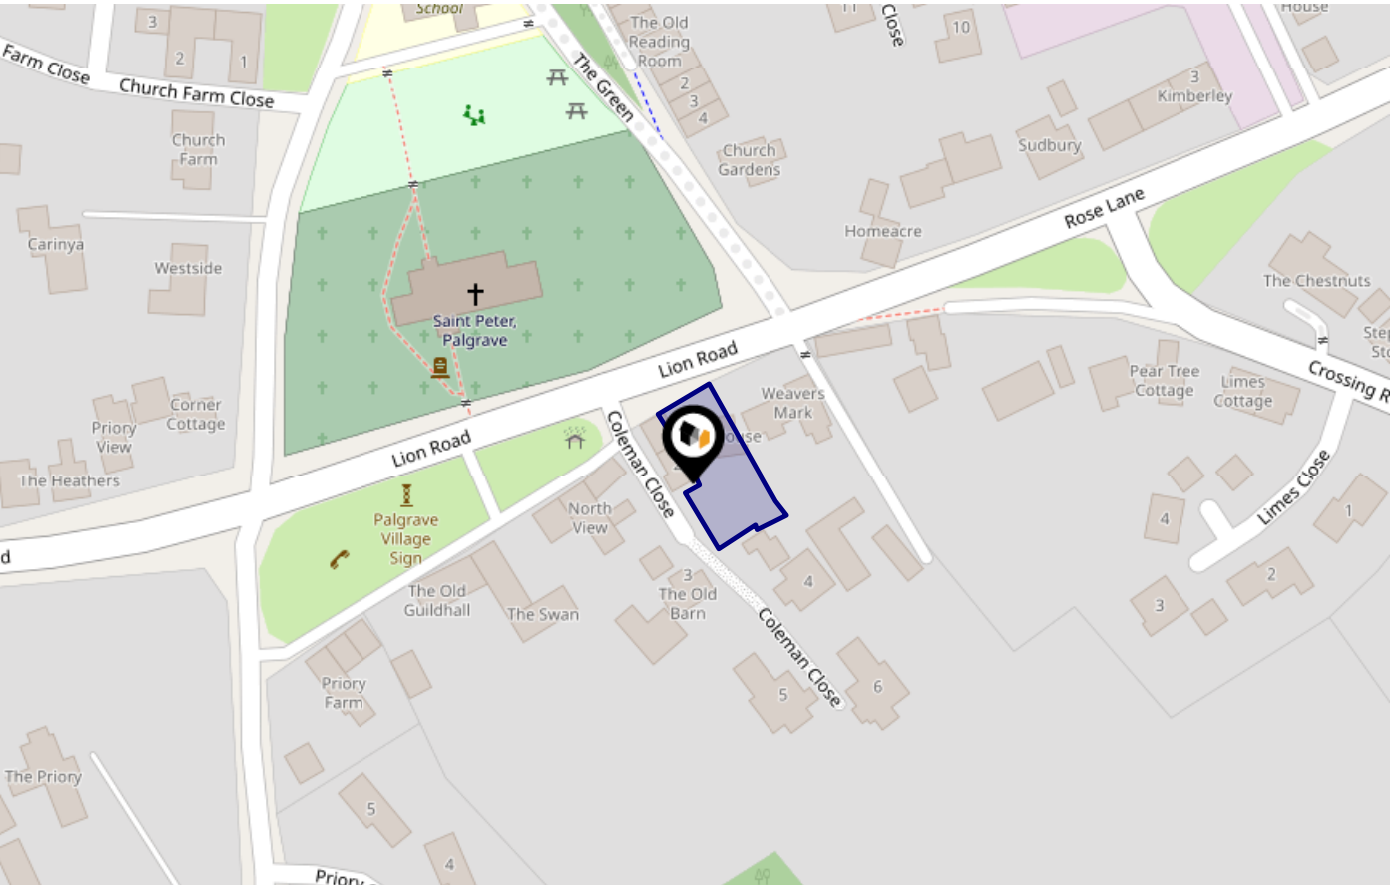 School
The Old
Reading
Room
Close
10
House
3
2
1
Farm Close
Church Farm Close
The Green
2
3
4
3
Kimberley
Church
Farm
Church
Gardens
Sudbury
Rose Lane
Carinya
Westside
Homeacre
The Chestnuts
Saint Peter,
Palgrave
Lion Road
Weavers
Mark
Pear Tree
Cottage
Limes
Cottage
Crossing R
Corner
Cottage
Priory
View
The Heathers
Lion Road
Coleman Close
Palgrave
Village
Sign
North
View
Limes Close
4
1
2
3
The Old
Guildhall
The Swan
3
The Old
Barn
4
Coleman Close
5
6
Priory
Farm
The Priory
5
4
Priory